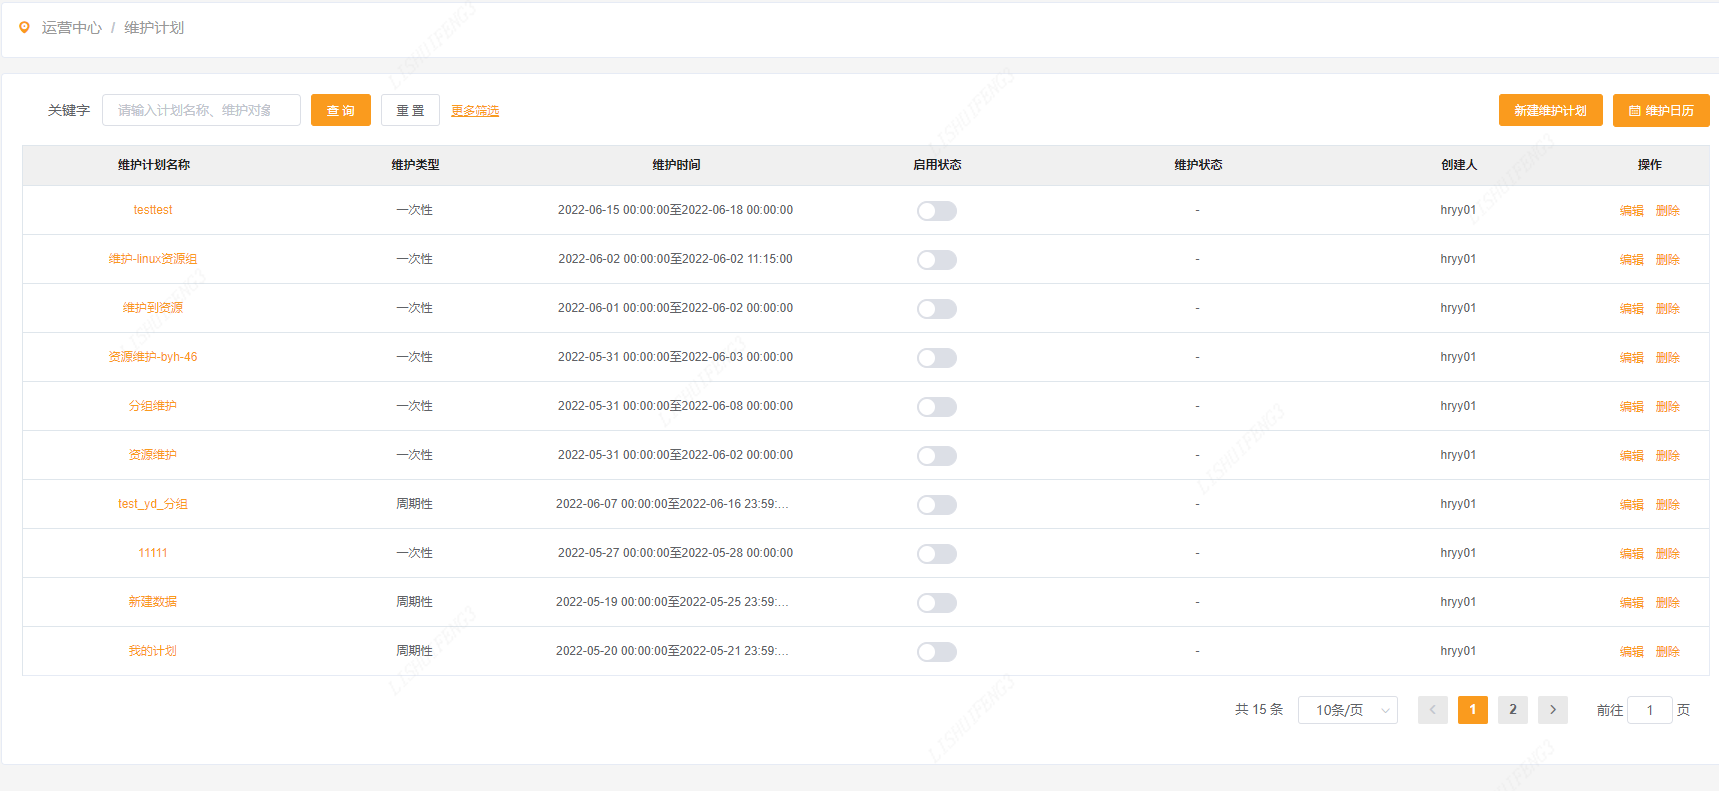 运营中心 / 维护计划
关键字 请输入计划名称、维护对象 查 询 重 置 更多筛选 新建维护计划 维护日历
维护计划名称 维护类型 维护时间 启用状态 维护状态 创建人 操作
testtest 一次性 2022-06-15 00:00:00至2022-06-18 00:00:00 - hryy01 编辑 删除
维护-linux资源组 一次性 2022-06-02 00:00:00至2022-06-02 11:15:00 - hryy01 编辑 删除
维护到资源 一次性 2022-06-01 00:00:00至2022-06-02 00:00:00 - hryy01 编辑 删除
资源维护-byh-46 一次性 2022-05-31 00:00:00至2022-06-03 00:00:00 - hryy01 编辑 删除
分组维护 一次性 2022-05-31 00:00:00至2022-06-08 00:00:00 - hryy01 编辑 删除
资源维护 一次性 2022-05-31 00:00:00至2022-06-02 00:00:00 - hryy01 编辑 删除
test_yd_分组 周期性 2022-06-07 00:00:00至2022-06-16 23:59:... - hryy01 编辑 删除
11111 一次性 2022-05-27 00:00:00至2022-05-28 00:00:00 - hryy01 编辑 删除
新建数据 周期性 2022-05-19 00:00:00至2022-05-25 23:59:... - hryy01 编辑 删除
我的计划 周期性 2022-05-20 00:00:00至2022-05-21 23:59:... - hryy01 编辑 删除
共 15 条 10条/页 < 1 2 > 前往 1 页
LISHUIFENG3